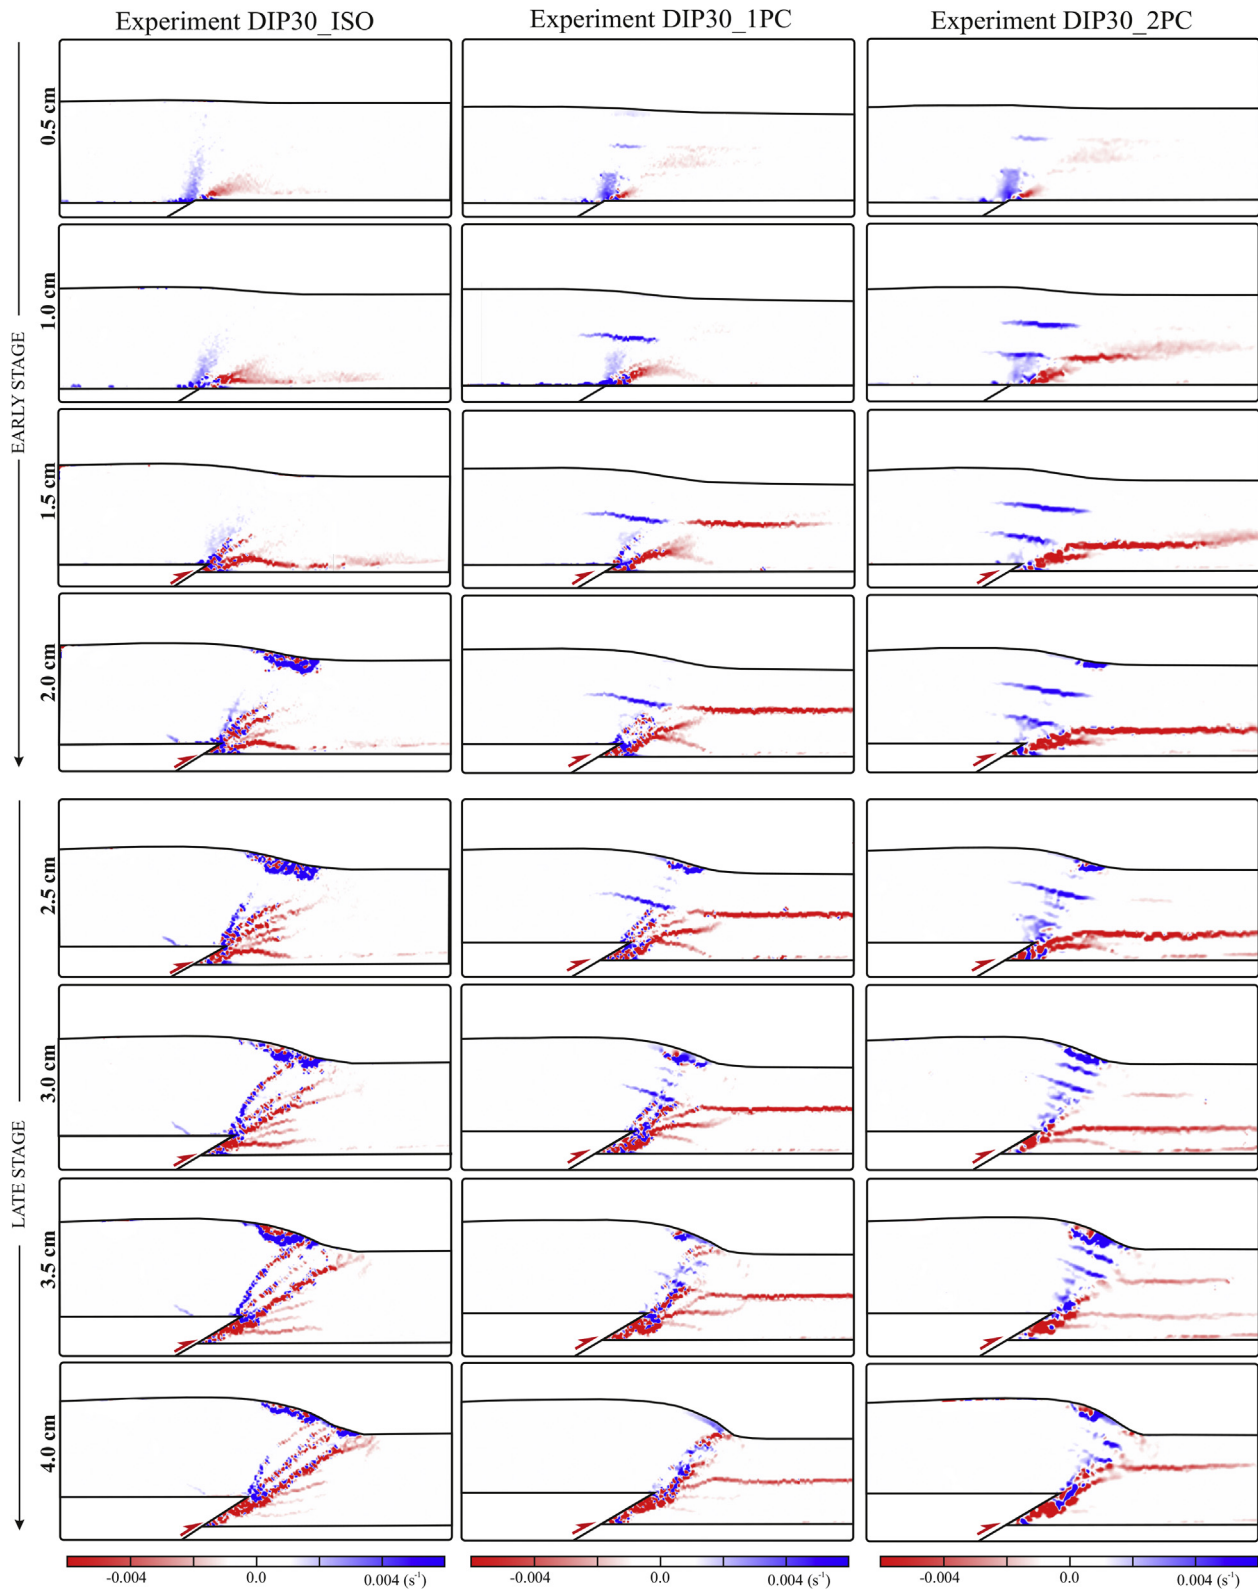 Experiment DIP30_ISO
Experiment DIP30_1PC
Experiment DIP30_2PC
EARLY STAGE
0.5 cm
1.0 cm
1.5 cm
2.0 cm
LATE STAGE
2.5 cm
3.0 cm
3.5 cm
4.0 cm
-0.004 0.0 0.004 (s⁻¹)
-0.004 0.0 0.004 (s⁻¹)
-0.004 0.0 0.004 (s⁻¹)